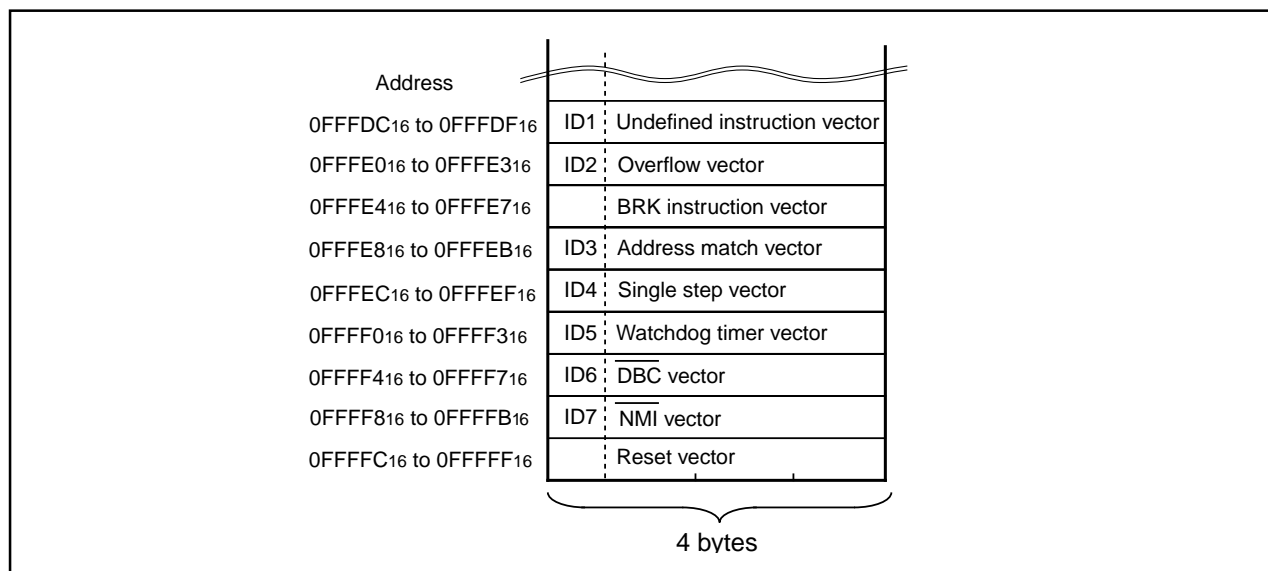 Address
0FFFDC16 to 0FFFDF16 ID1 Undefined instruction vector
0FFFE016 to 0FFFE316 ID2 Overflow vector
0FFFE416 to 0FFFE716 BRK instruction vector
0FFFE816 to 0FFFEB16 ID3 Address match vector
0FFFEC16 to 0FFFEF16 ID4 Single step vector
0FFFF016 to 0FFFF316 ID5 Watchdog timer vector
0FFFF416 to 0FFFF716 ID6 D̅B̅C̅ vector
0FFFF816 to 0FFFFB16 ID7 N̅M̅I̅ vector
0FFFFC16 to 0FFFFF16 Reset vector
4 bytes